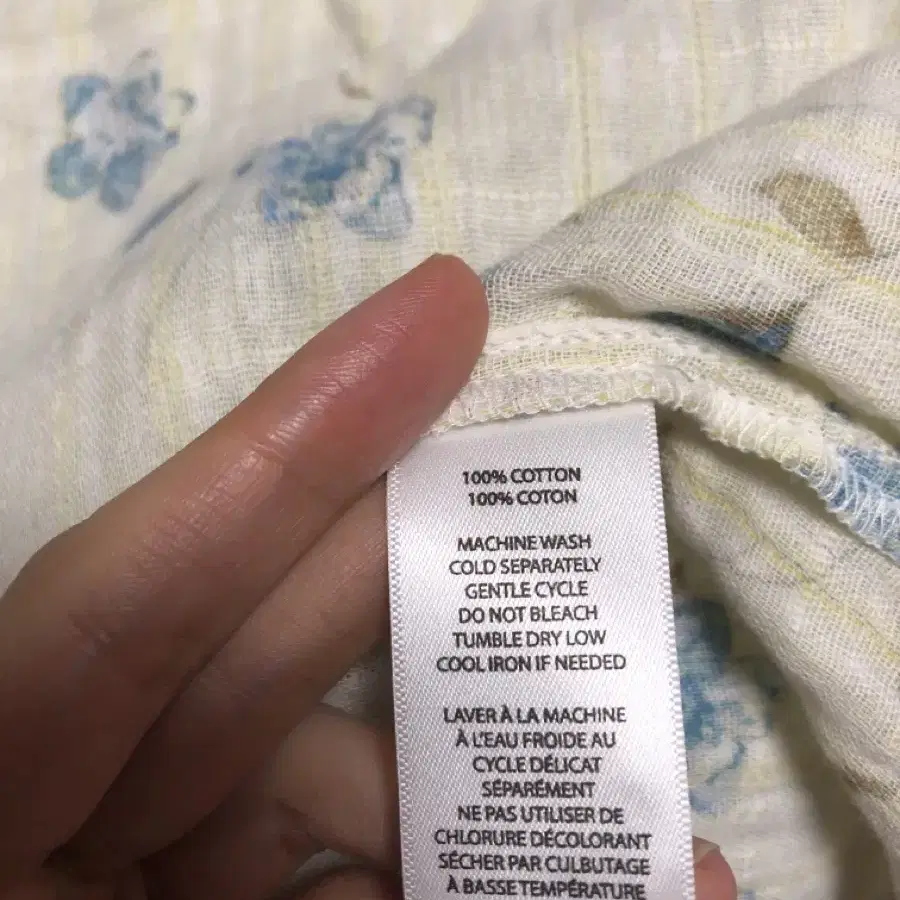 100% COTTON
100% COTON
MACHINE WASH
COLD SEPARATELY
GENTLE CYCLE
DO NOT BLEACH
TUMBLE DRY LOW
COOL IRON IF NEEDED
LAVER À LA MACHINE
À L'EAU FROIDE AU
CYCLE DÉLICAT
SÉPARÉMENT
NE PAS UTILISER DE
CHLORURE DÉCOLORANT
SÉCHER PAR CULBUTAGE
À BASSE TEMPÉRATURE